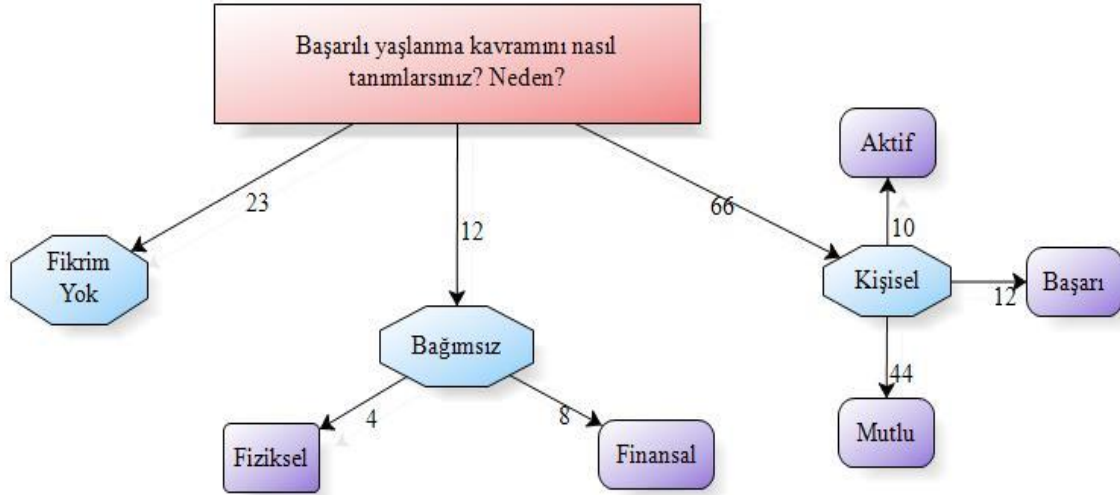 Başarılı yaşlanma kavramını nasıl
tanımlarsınız? Neden?
Aktif
23
66
12
10
Fikrim
Yok
Kişisel
12
Başarı
Bağımsız
44
4
8
Mutlu
Fiziksel
Finansal